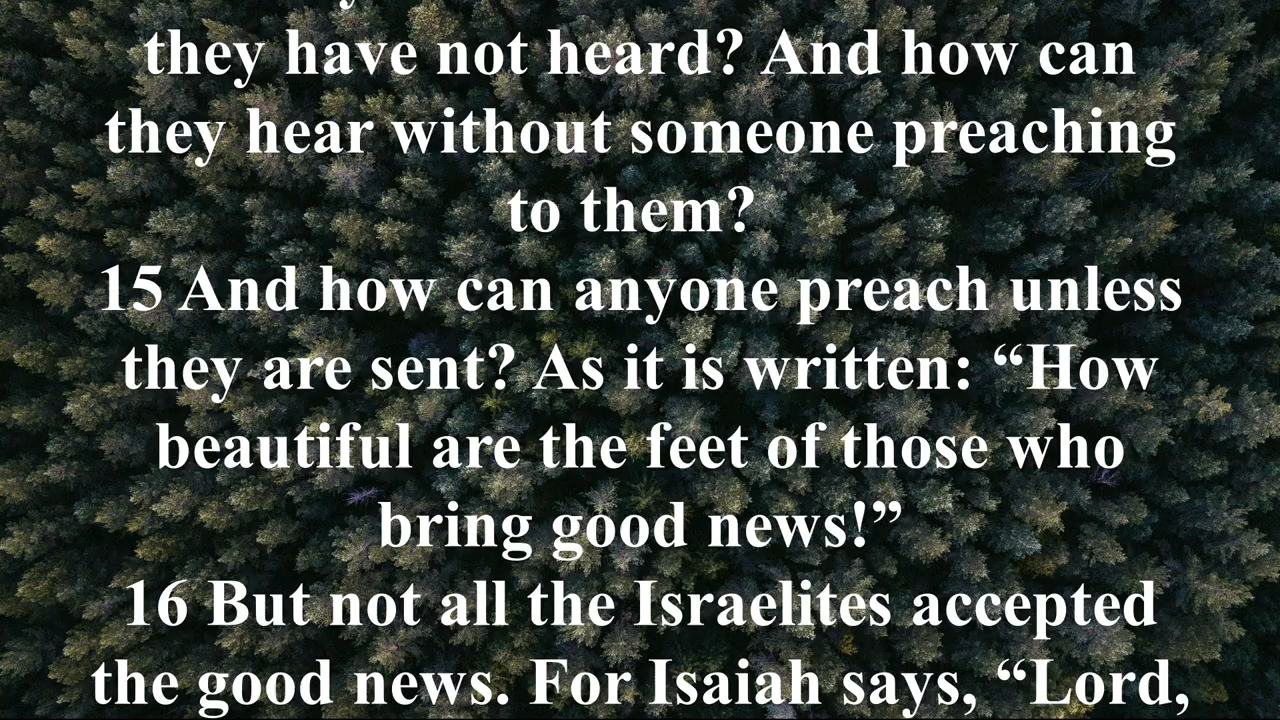 they have not heard? And how can
they hear without someone preaching
to them?
15 And how can anyone preach unless
they are sent? As it is written: “How
beautiful are the feet of those who
bring good news!”
16 But not all the Israelites accepted
the good news. For Isaiah says, “Lord,